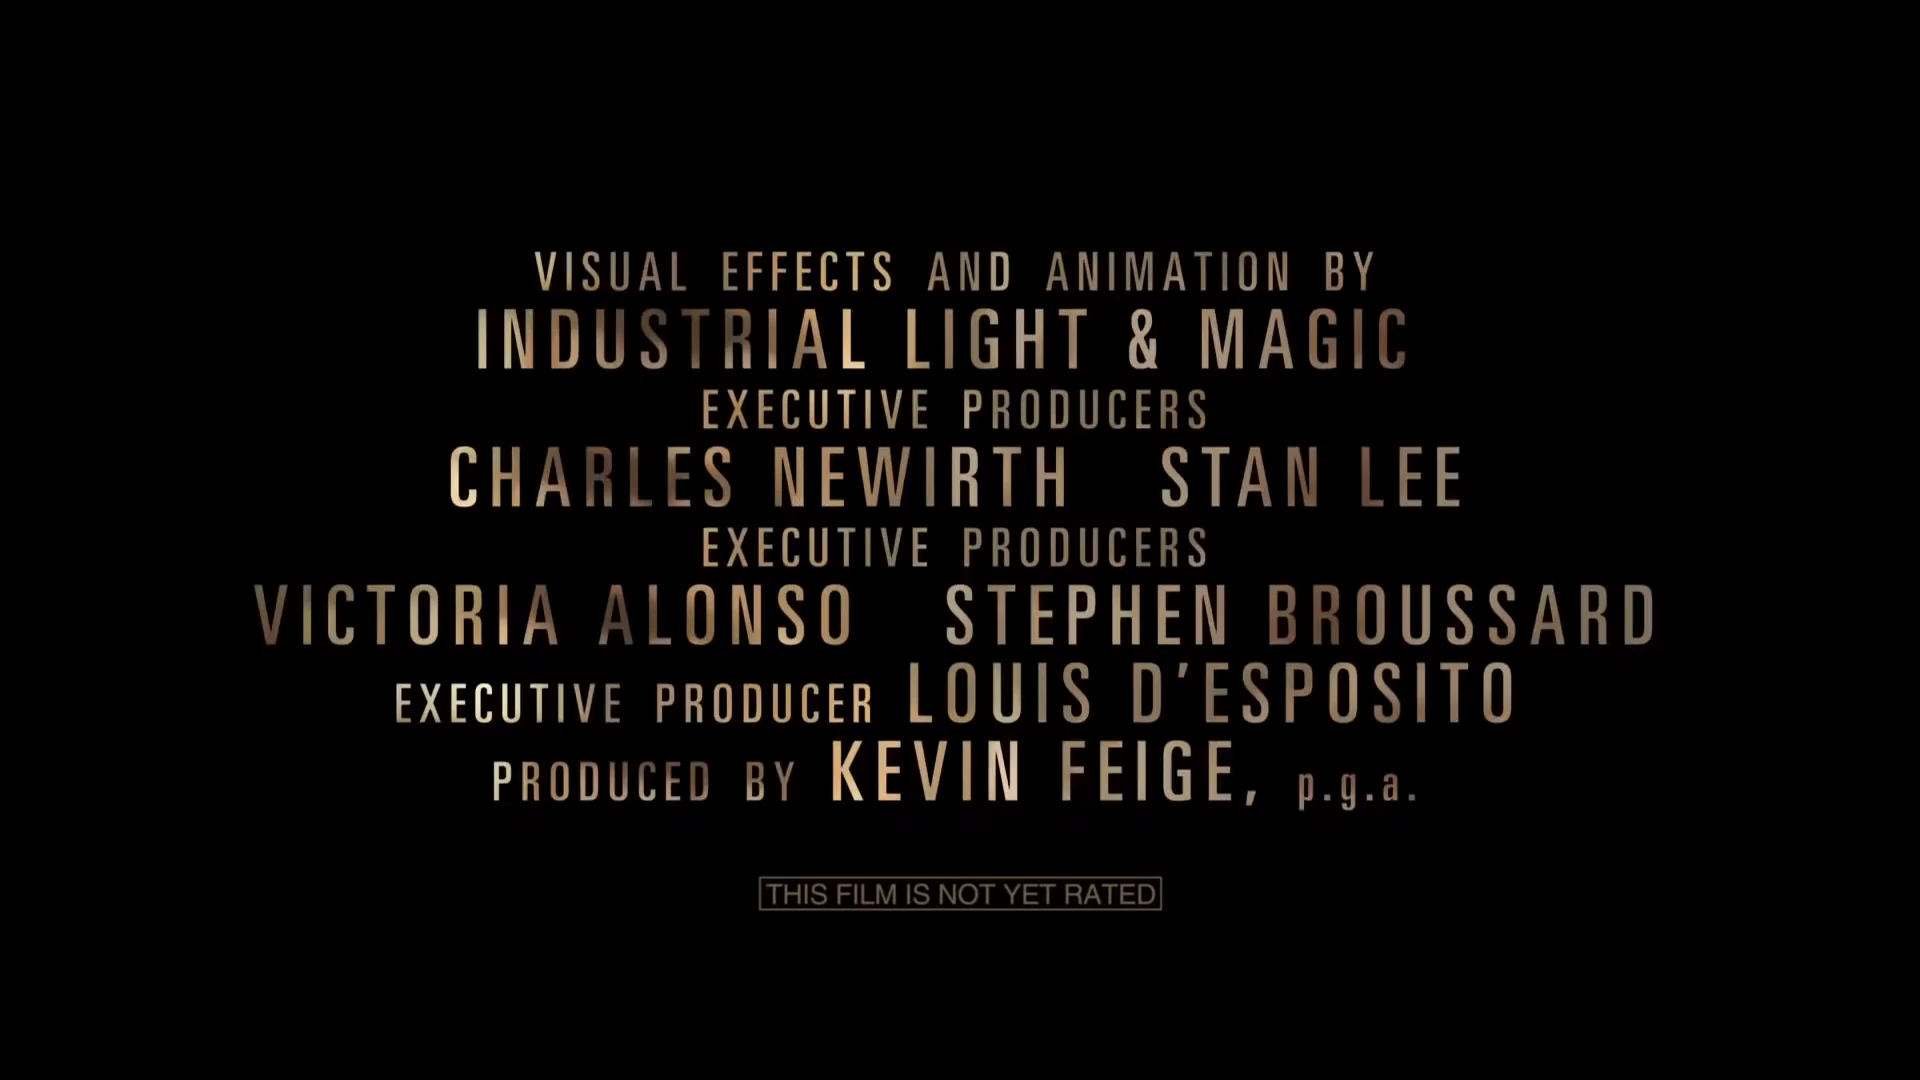 VISUAL EFFECTS AND ANIMATION BY
INDUSTRIAL LIGHT & MAGIC
EXECUTIVE PRODUCERS
CHARLES NEWIRTH STAN LEE
EXECUTIVE PRODUCERS
VICTORIA ALONSO STEPHEN BROUSSARD
EXECUTIVE PRODUCER LOUIS D'ESPOSITO
PRODUCED BY KEVIN FEIGE, p.g.a.
THIS FILM IS NOT YET RATED